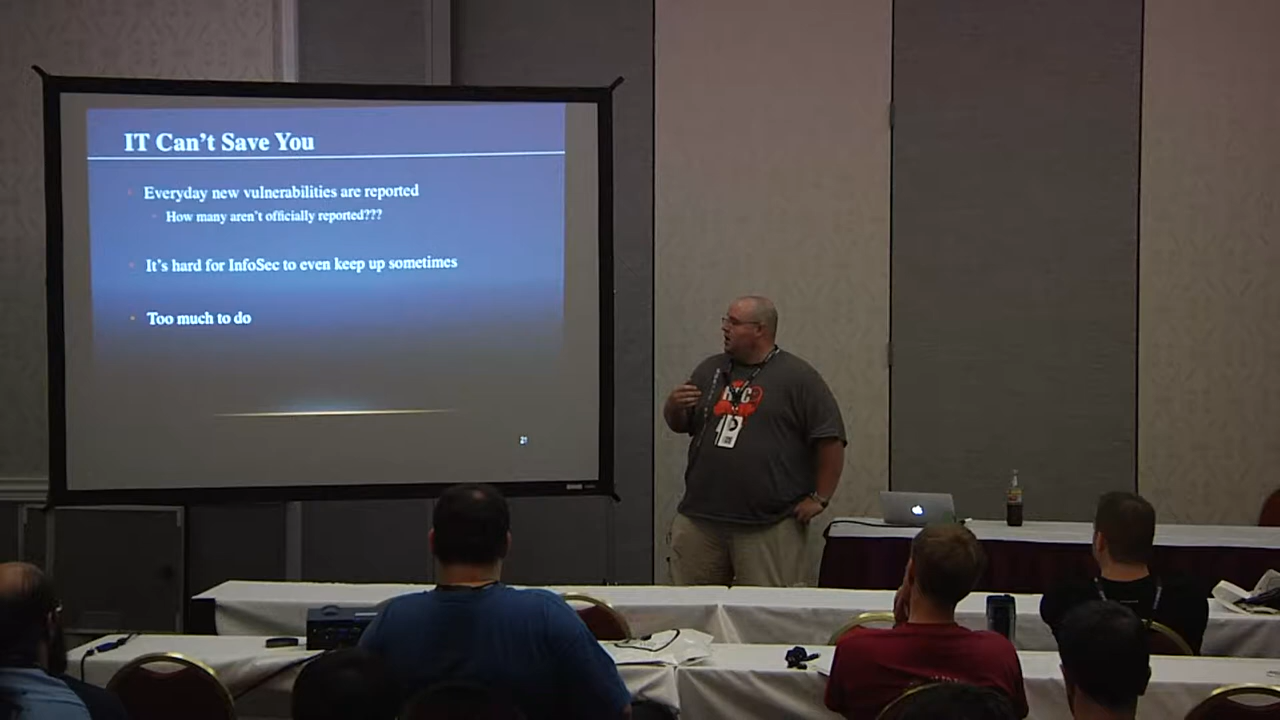 IT Can't Save You
Everyday new vulnerabilities are reported
How many aren't officially reported???
It's hard for InfoSec to even keep up sometimes
Too much to do